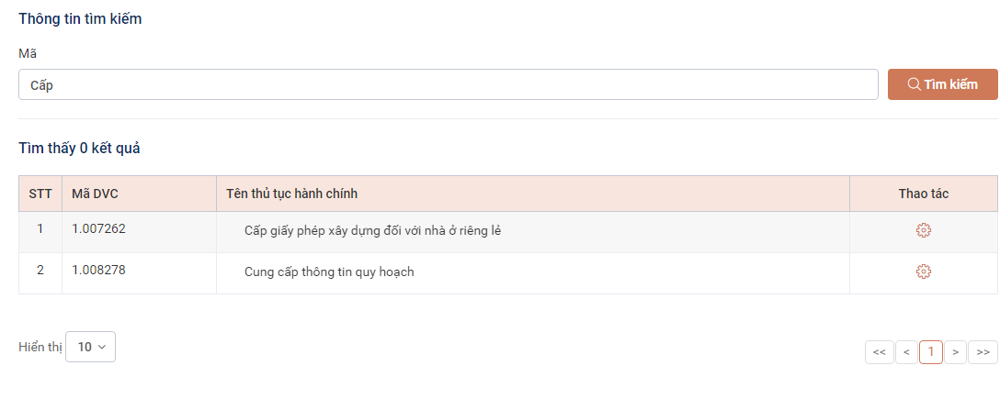 Thông tin tìm kiếm
Mã
Cấp
Tìm kiếm
Tìm thấy 0 kết quả
STT Mã DVC Tên thủ tục hành chính Thao tác
1 1.007262 Cấp giấy phép xây dựng đối với nhà ở riêng lẻ
2 1.008278 Cung cấp thông tin quy hoạch
Hiển thị 10 << < 1 > >>